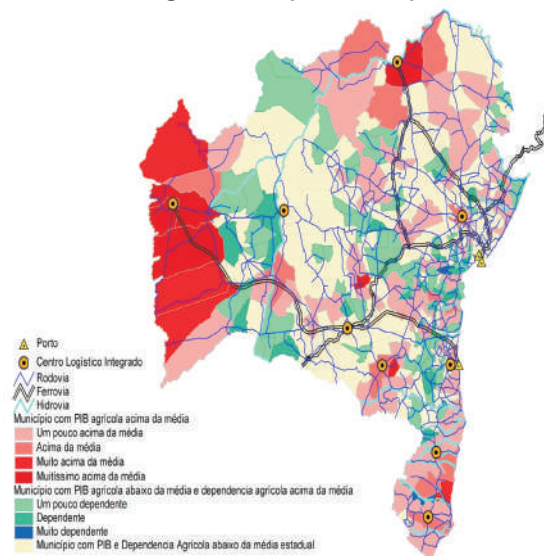 Porto
Centro Logístico Integrado
Rodovia
Ferrovia
Hidrovia
Município com PIB agrícola acima da média
Um pouco acima da média
Acima da média
Muito acima da média
Muitíssimo acima da média
Município com PIB agrícola abaixo da média e dependencia agrícola acima da média
Um pouco dependente
Dependente
Muito dependente
Município com PIB e Dependencia Agrícola abaixo da média estadual